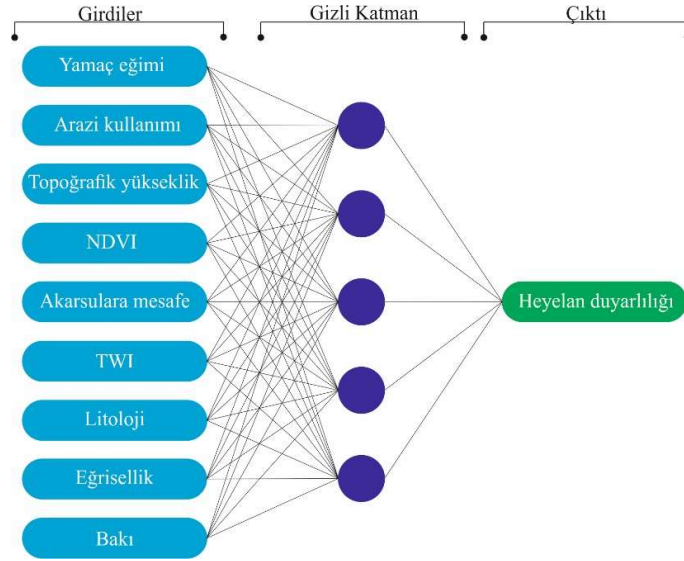 Girdiler
Gizli Katman
Çıktı
Yamaç eğimi
Arazi kullanımı
Topoğrafik yükseklik
NDVI
Akarsulara mesafe
TWI
Litoloji
Eğrisellik
Bakı
Heyelan duyarlılığı